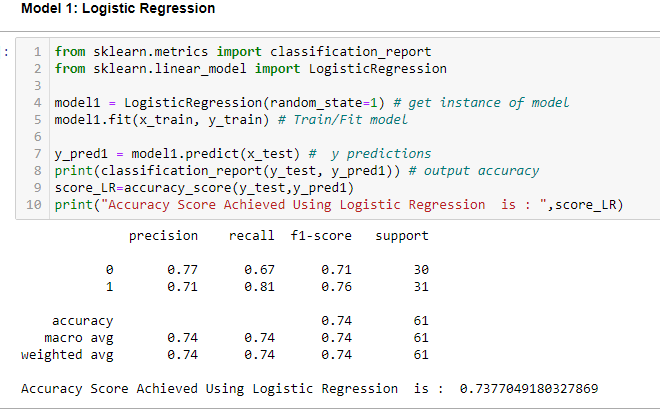 Model 1: Logistic Regression
: 1 from sklearn.metrics import classification_report
2 from sklearn.linear_model import LogisticRegression
3
4 model1 = LogisticRegression(random_state=1) # get instance of model
5 model1.fit(x_train, y_train) # Train/Fit model
6
7 y_pred1 = model1.predict(x_test) #  y predictions
8 print(classification_report(y_test, y_pred1)) # output accuracy
9 score_LR=accuracy_score(y_test,y_pred1)
10 print("Accuracy Score Achieved Using Logistic Regression  is : ",score_LR)
precision    recall  f1-score   support
0       0.77      0.67      0.71        30
1       0.71      0.81      0.76        31
accuracy                           0.74        61
macro avg       0.74      0.74      0.74        61
weighted avg       0.74      0.74      0.74        61
Accuracy Score Achieved Using Logistic Regression  is :  0.7377049180327869